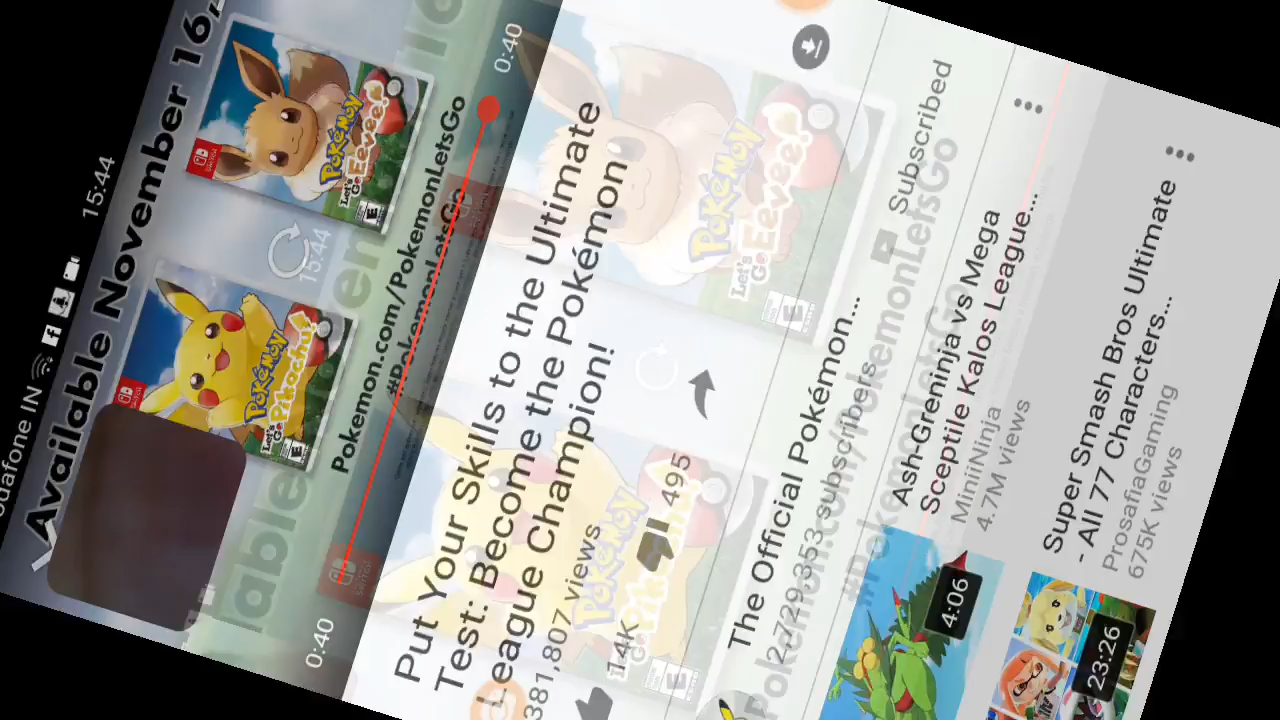 Vodafone IN 15:44
Available November 16,
POKÉMON
Let's Go Pikachu!
POKÉMON
Let's Go Eevee!
Pokemon.com/PokemonLetsGo
#PokemonLetsGo
0:40 0:40
Put Your Skills to the Ultimate
Test: Become the Pokémon
League Champion!
381,807 views
14K 495
The Official Pokémon...
2,729,353 subscribers
Subscribed
Ash-Greninja vs Mega
Sceptile Kalos League...
MiniiNinja
4.7M views
4:06
Super Smash Bros Ultimate
- All 77 Characters...
ProsafiaGaming
675K views
23:26